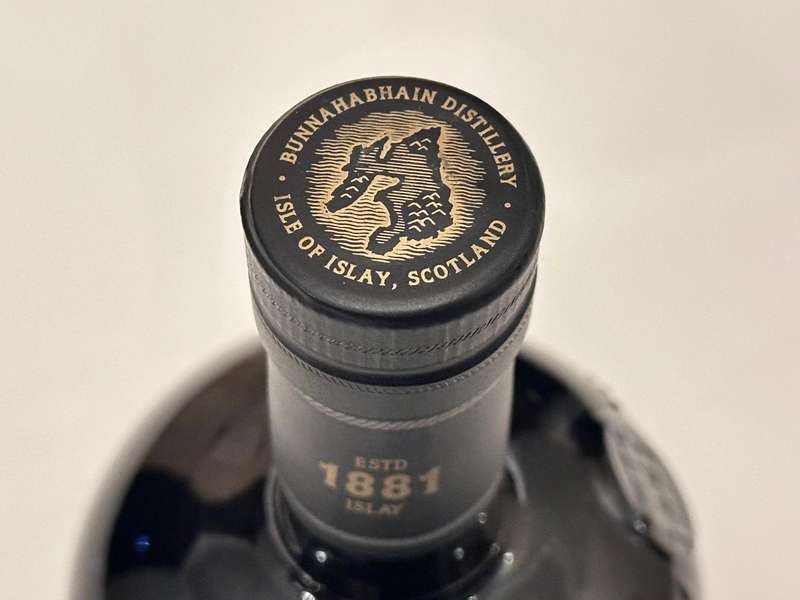 BUNNAHABHAIN DISTILLERY
ISLE OF ISLAY, SCOTLAND
ESTD
1881
ISLAY